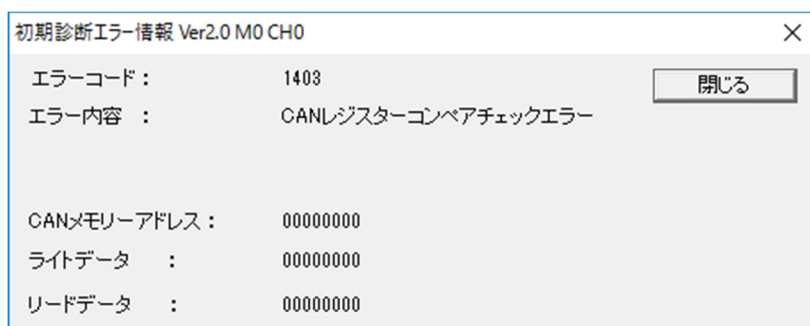 初期診断エラー情報 Ver2.0 M0 CH0
エラーコード： 1403
閉じる
エラー内容 ： CANレジスターコンペアチェックエラー
CANメモリーアドレス： 00000000
ライトデータ ： 00000000
リードデータ ： 00000000